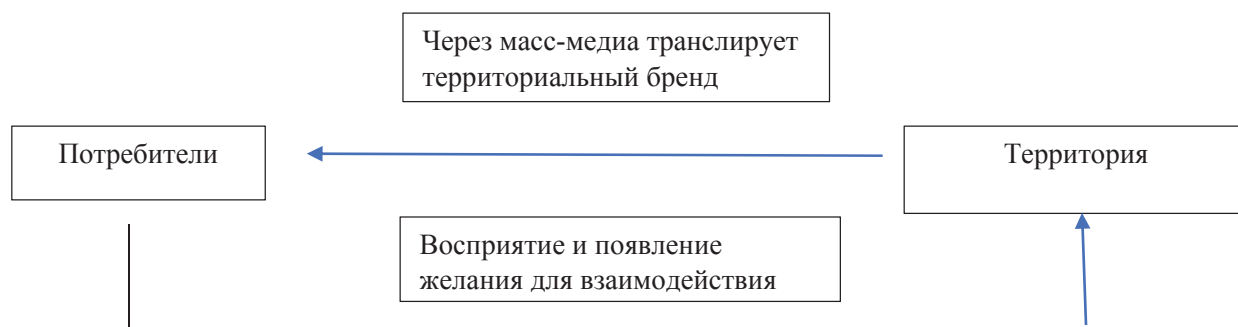 Через масс-медиа транслирует
территориальный бренд
Потребители
Территория
Восприятие и появление
желания для взаимодействия